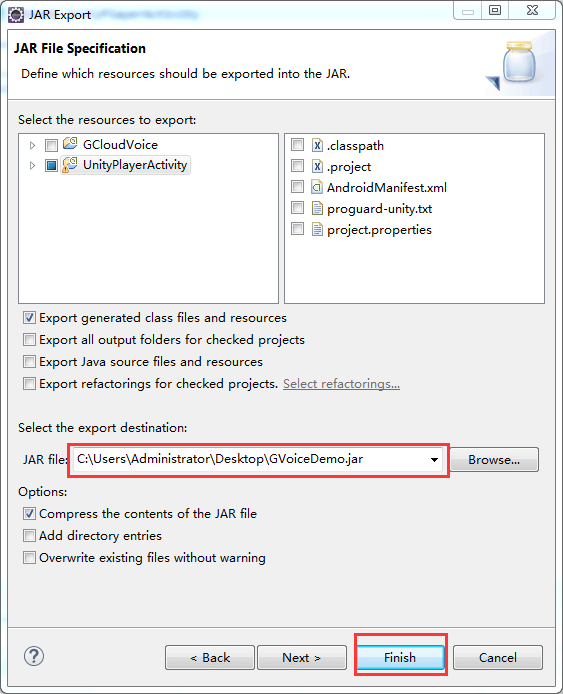 JAR Export
JAR File Specification
Define which resources should be exported into the JAR.
Select the resources to export:
GCloudVoice
UnityPlayerActivity
.classpath
.project
AndroidManifest.xml
proguard-unity.txt
project.properties
Export generated class files and resources
Export all output folders for checked projects
Export Java source files and resources
Export refactorings for checked projects. Select refactorings...
Select the export destination:
JAR file: C:\Users\Administrator\Desktop\GVoiceDemo.jar Browse...
Options:
Compress the contents of the JAR file
Add directory entries
Overwrite existing files without warning
? < Back Next > Finish Cancel